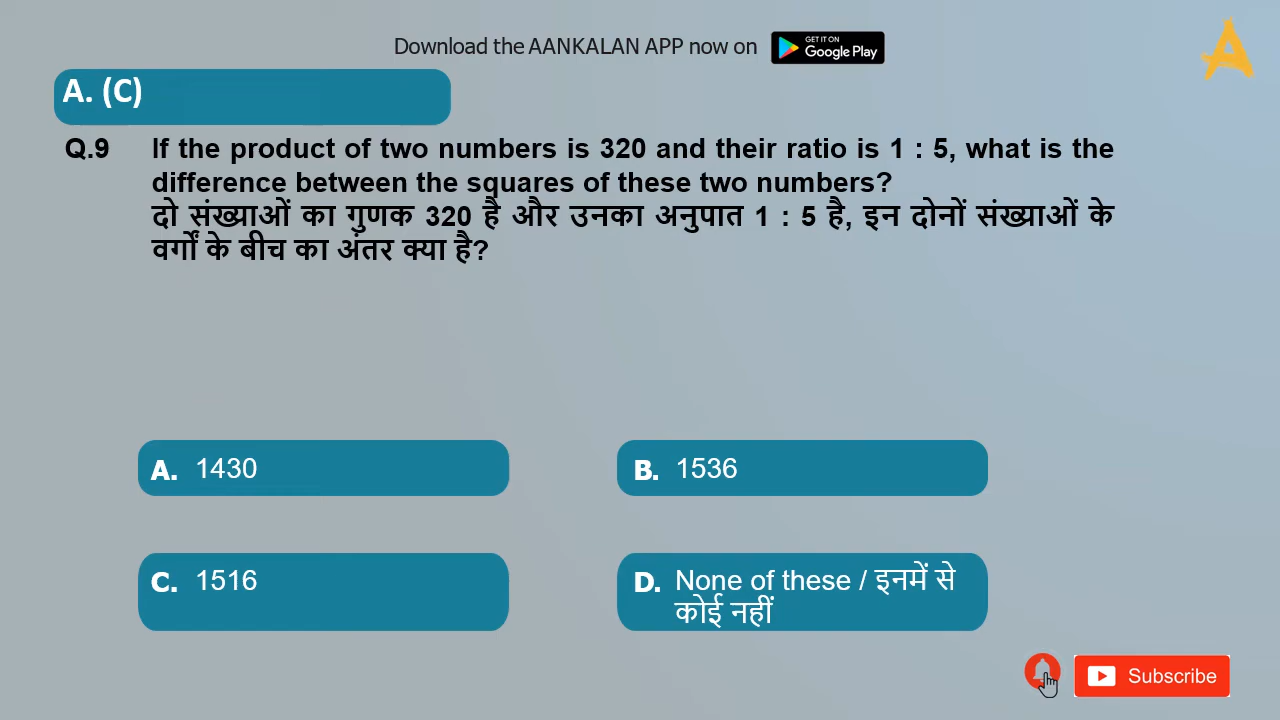 Download the AANKALAN APP now on
GET IT ON
Google Play
A. (C)
Q.9 If the product of two numbers is 320 and their ratio is 1 : 5, what is the
difference between the squares of these two numbers?
दो संख्याओं का गुणक 320 है और उनका अनुपात 1 : 5 है, इन दोनों संख्याओं के
वर्गों के बीच का अंतर क्या है?
A. 1430
B. 1536
C. 1516
D. None of these / इनमें से
कोई नहीं
Subscribe